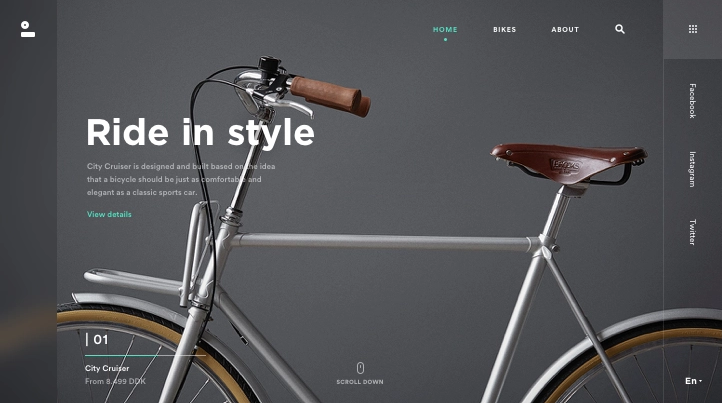 HOME
BIKES
ABOUT
Facebook
Instagram
Twitter
Ride in style
City Cruiser is designed and built based on the idea
that a bicycle should be just as comfortable and
elegant as a classic sports car.
View details
| 01
City Cruiser
From 8.499 DDK
SCROLL DOWN
En